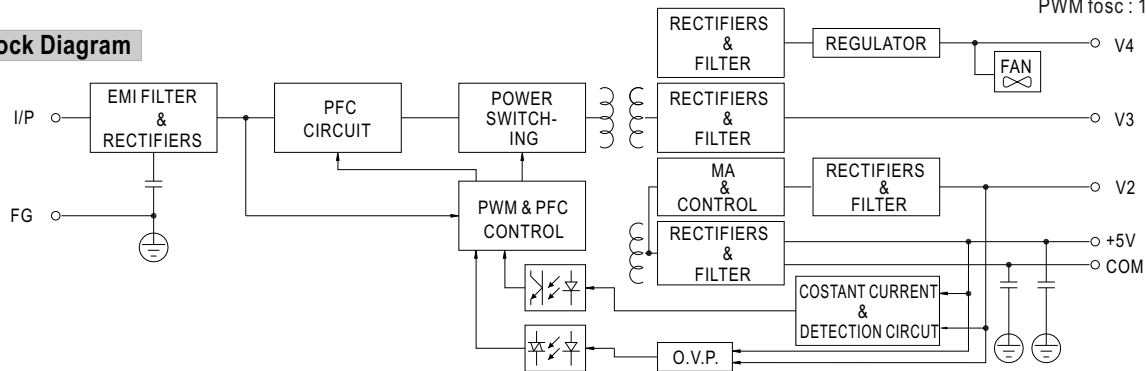 PWM fosc : 1
ock Diagram
I/P
EMI FILTER
&
RECTIFIERS
PFC
CIRCUIT
POWER
SWITCH-
ING
RECTIFIERS
&
FILTER
REGULATOR
FAN
V4
RECTIFIERS
&
FILTER
V3
MA
&
CONTROL
RECTIFIERS
&
FILTER
V2
FG
PWM & PFC
CONTROL
RECTIFIERS
&
FILTER
+5V
COM
COSTANT CURRENT
&
DETECTION CIRCUT
O.V.P.